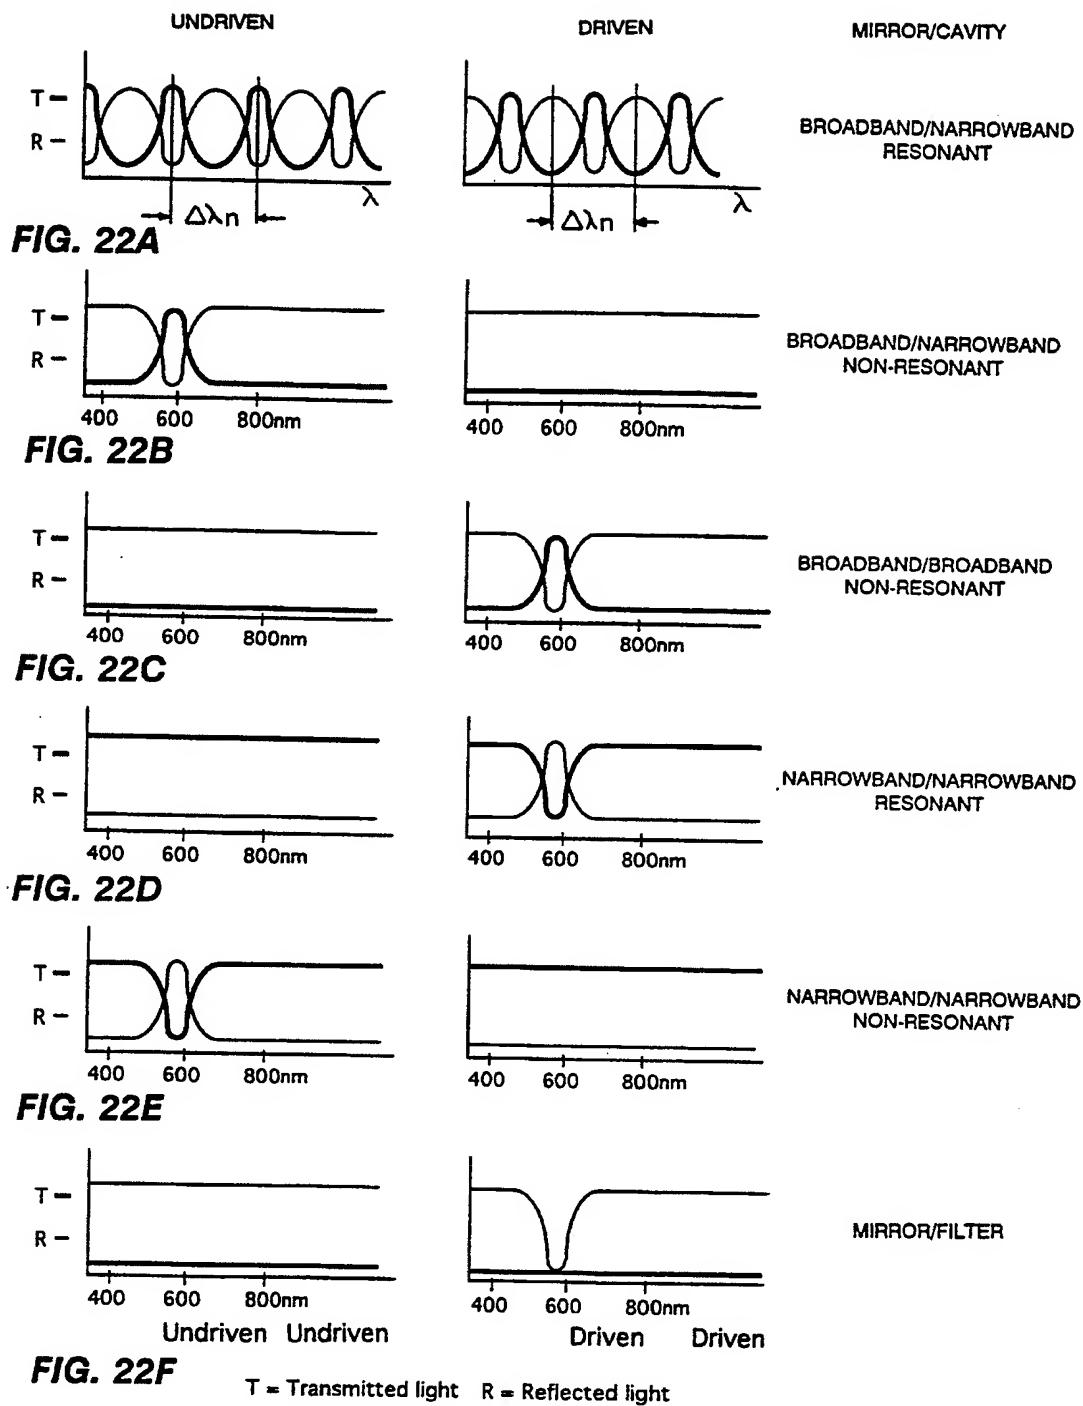 UNDRIVEN DRIVEN MIRROR/CAVITY
T –
R –
BROADBAND/NARROWBAND
RESONANT
λ λ
Δλn Δλn
FIG. 22A
T –
R –
BROADBAND/NARROWBAND
NON-RESONANT
400 600 800nm 400 600 800nm
FIG. 22B
T –
R –
BROADBAND/BROADBAND
NON-RESONANT
400 600 800nm 400 600 800nm
FIG. 22C
T –
R –
NARROWBAND/NARROWBAND
RESONANT
400 600 800nm 400 600 800nm
FIG. 22D
T –
R –
NARROWBAND/NARROWBAND
NON-RESONANT
400 600 800nm 400 600 800nm
FIG. 22E
T –
R –
MIRROR/FILTER
400 600 800nm 400 600 800nm
Undriven Undriven Driven Driven
FIG. 22F
T = Transmitted light R = Reflected light